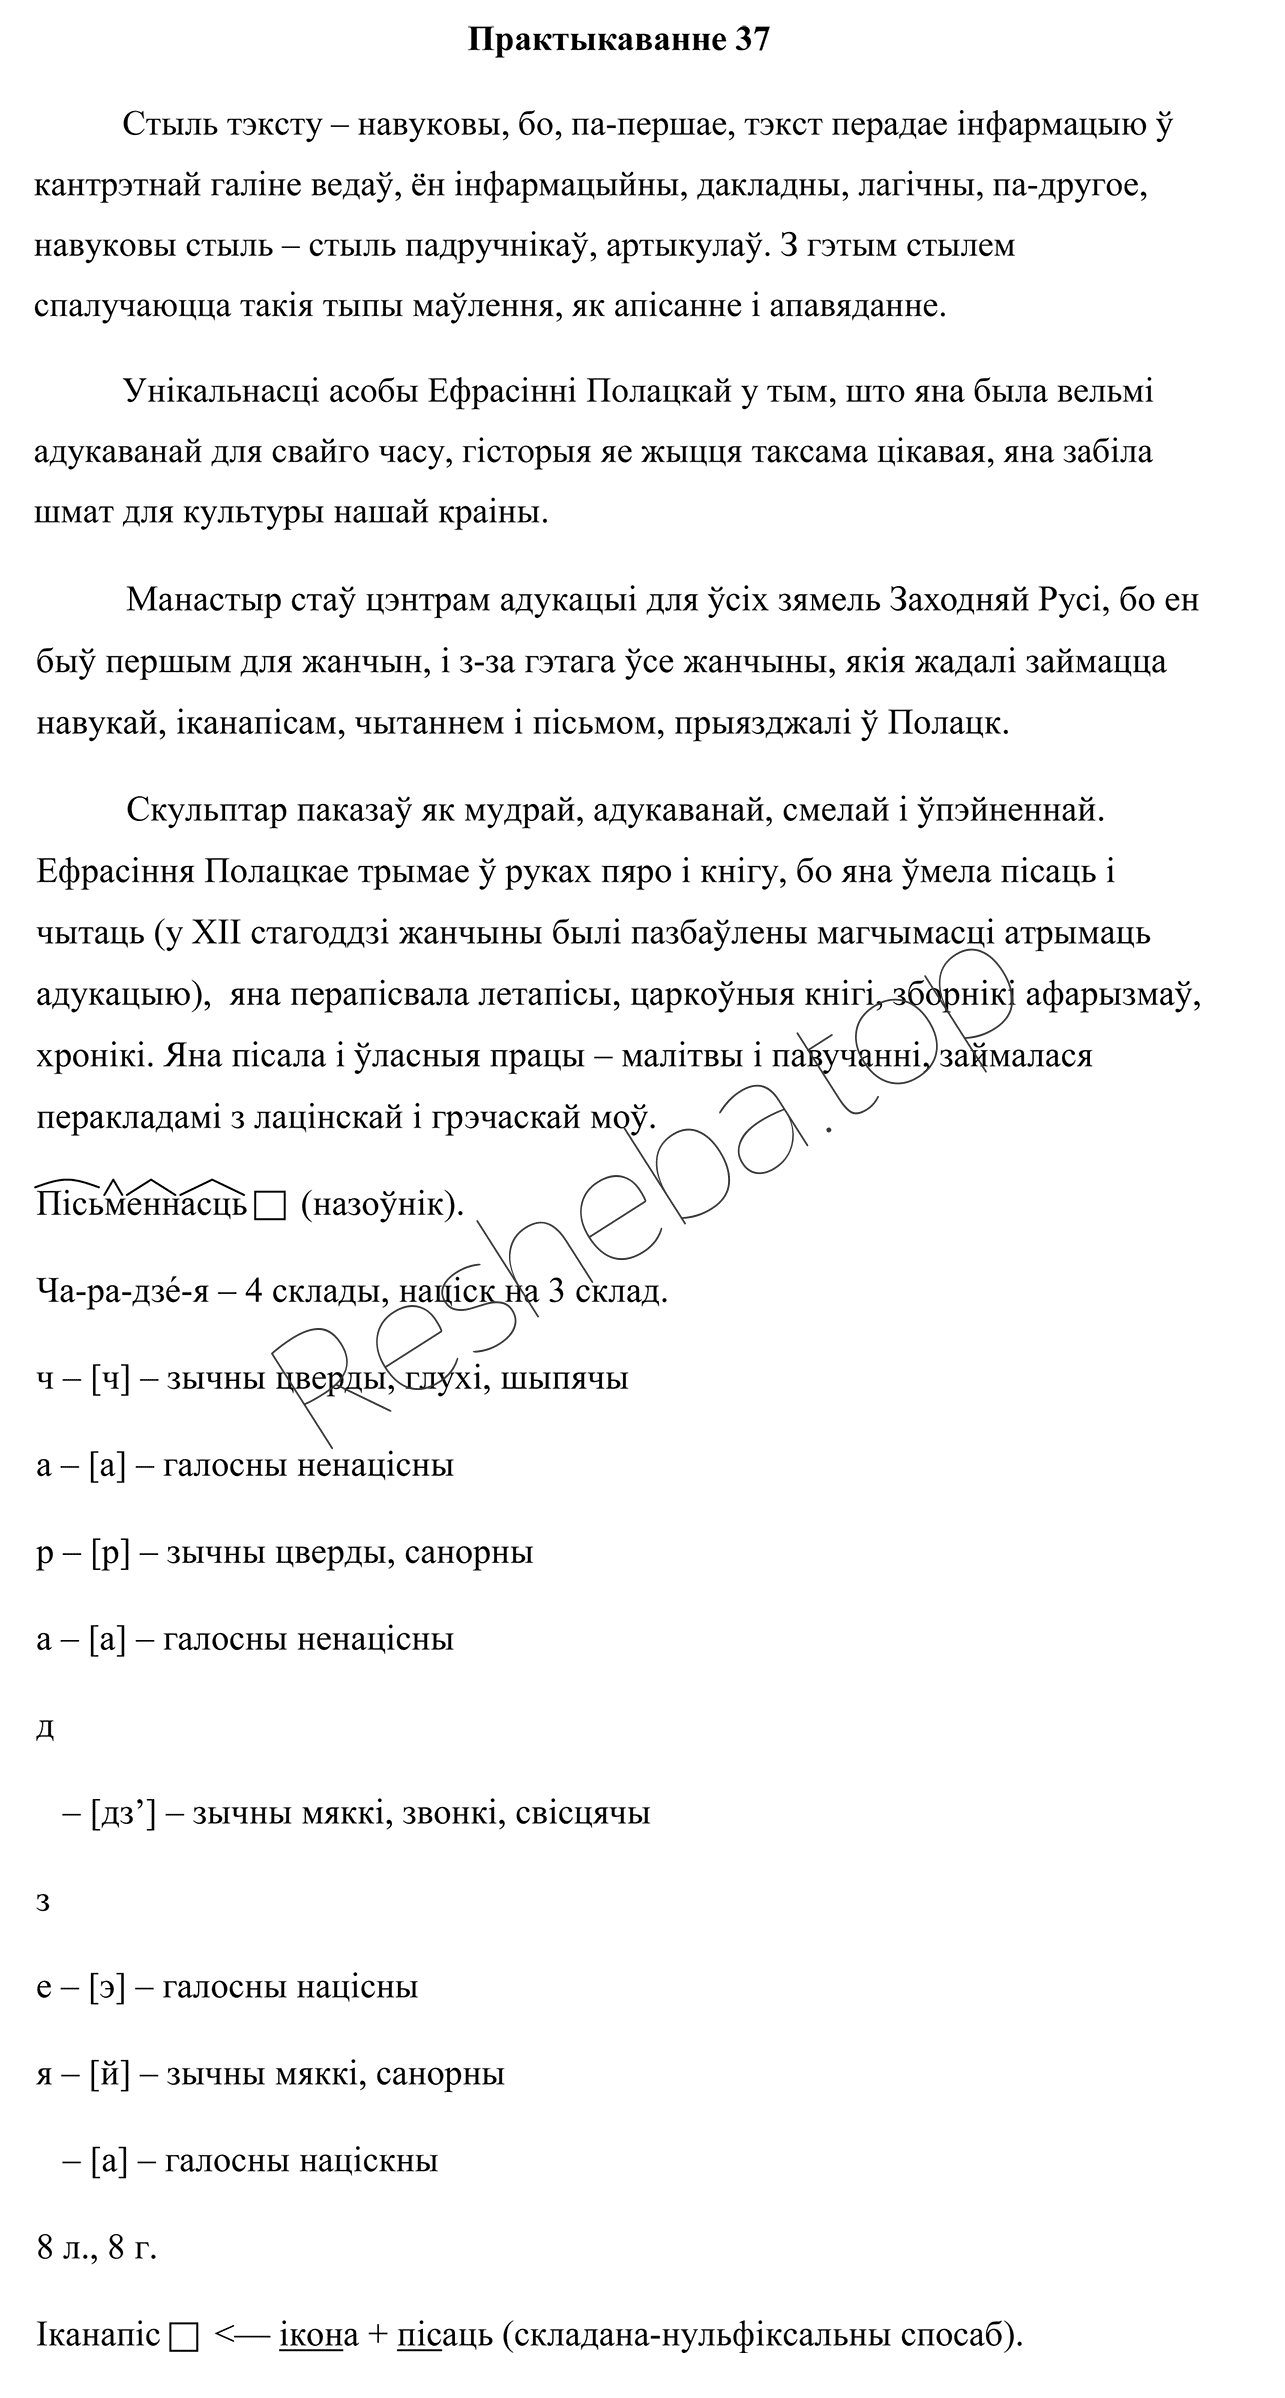 Практыкаванне 37
Стыль тэксту – навуковы, бо, па-першае, тэкст перадае інфармацыю ў
кантрэтнай галіне ведаў, ён інфармацыйны, дакладны, лагічны, па-другое,
навуковы стыль – стыль падручнікаў, артыкулаў. З гэтым стылем
спалучаюцца такія тыпы маўлення, як апісанне і апавяданне.
Унікальнасці асобы Ефрасінні Полацкай у тым, што яна была вельмі
адукаванай для свайго часу, гісторыя яе жыцця таксама цікавая, яна забіла
шмат для культуры нашай краіны.
Манастыр стаў цэнтрам адукацыі для ўсіх зямель Заходняй Русі, бо ен
быў першым для жанчын, і з-за гэтага ўсе жанчыны, якія жадалі займацца
навукай, іканапісам, чытаннем і пісьмом, прыязджалі ў Полацк.
Скульптар паказаў як мудрай, адукаванай, смелай і ўпэйненнай.
Ефрасіння Полацкае трымае ў руках пяро і кнігу, бо яна ўмела пісаць і
чытаць (у XII стагоддзі жанчыны былі пазбаўлены магчымасці атрымаць
адукацыю), яна перапісвала летапісы, царкоўныя кнігі, зборнікі афарызмаў,
хронікі. Яна пісала і ўласныя працы – малітвы і павучанні, займалася
перакладамі з лацінскай і грэчаскай моў.
Пісьменнасць □ (назоўнік).
Ча-ра-дзе́-я – 4 склады, націск на 3 склад.
ч – [ч] – зычны цверды, глухі, шыпячы
а – [а] – галосны ненацісны
р – [р] – зычны цверды, санорны
а – [а] – галосны ненацісны
д
– [дз’] – зычны мяккі, звонкі, свісцячы
з
е – [э] – галосны націсны
я – [й] – зычны мяккі, санорны
– [а] – галосны націскны
8 л., 8 г.
Іканапіс □ <— ікона + пісаць (складана-нульфіксальны спосаб).
Resheba.top